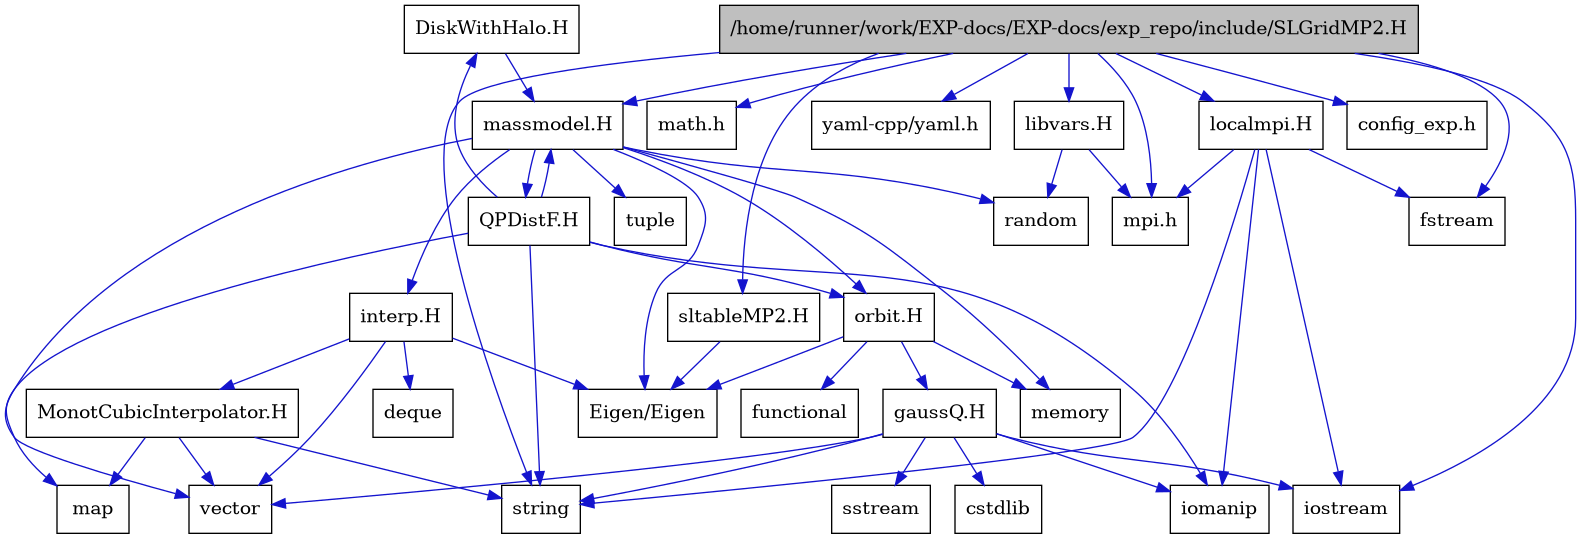 DiskWithHalo.H
/home/runner/work/EXP-docs/EXP-docs/exp_repo/include/SLGridMP2.H
massmodel.H
math.h
yaml-cpp/yaml.h
libvars.H
localmpi.H
config_exp.h
QPDistF.H
tuple
random
mpi.h
fstream
interp.H
sltableMP2.H
orbit.H
MonotCubicInterpolator.H
deque
Eigen/Eigen
functional
gaussQ.H
memory
map
vector
string
sstream
cstdlib
iomanip
iostream